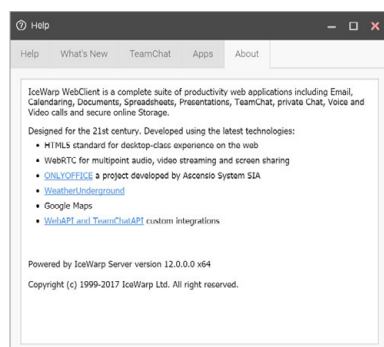 Help
Help What's New TeamChat Apps About
IceWarp WebClient is a complete suite of productivity web applications including Email,
Calendaring, Documents, Spreadsheets, Presentations, TeamChat, private Chat, Voice and
Video calls and secure online Storage.
Designed for the 21st century. Developed using the latest technologies:
• HTML5 standard for desktop-class experience on the web
• WebRTC for multipoint audio, video streaming and screen sharing
• ONLYOFFICE a project developed by Ascensio System SIA
• WeatherUnderground
• Google Maps
• WebAPI and TeamChatAPI custom integrations
Powered by IceWarp Server version 12.0.0.0 x64
Copyright (c) 1999-2017 IceWarp Ltd. All right reserved.